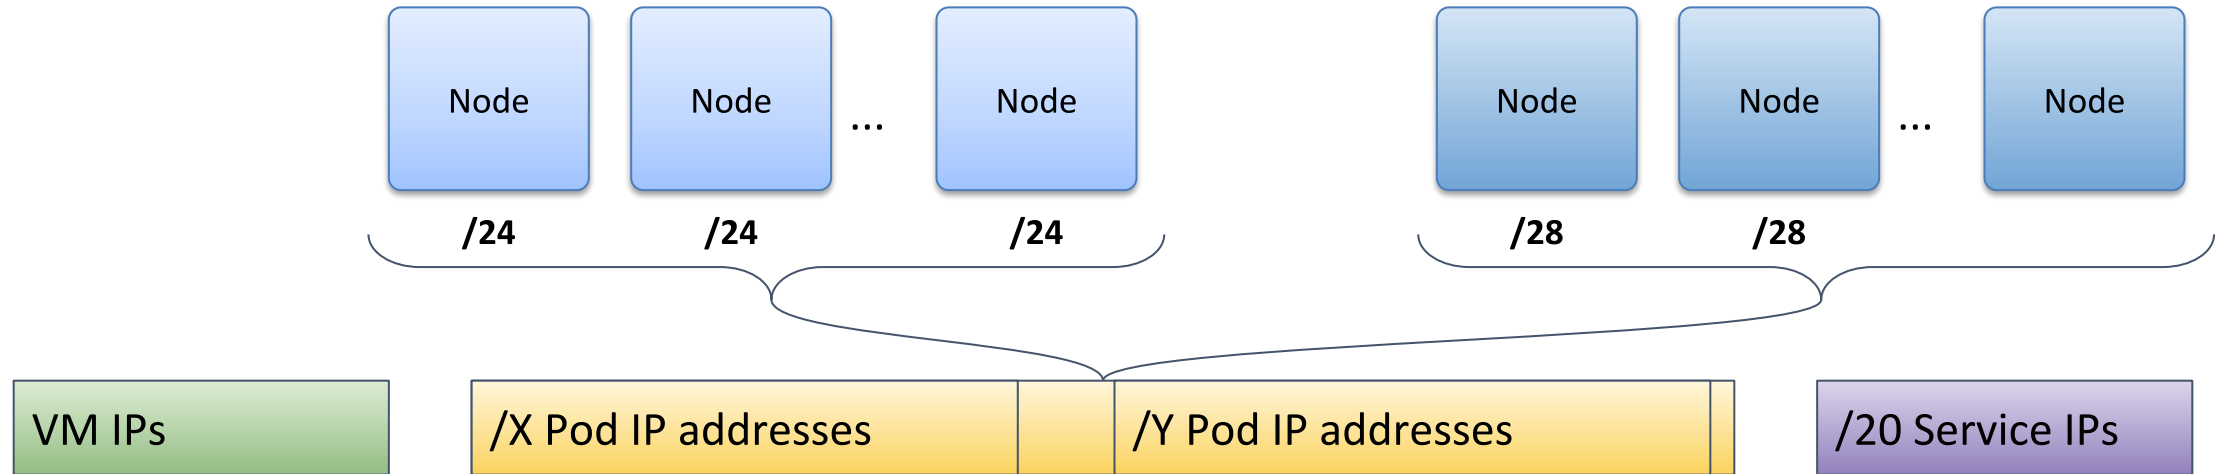 Node Node ... Node Node Node ... Node
/24 /24 /24 /28 /28
VM IPs /X Pod IP addresses /Y Pod IP addresses /20 Service IPs